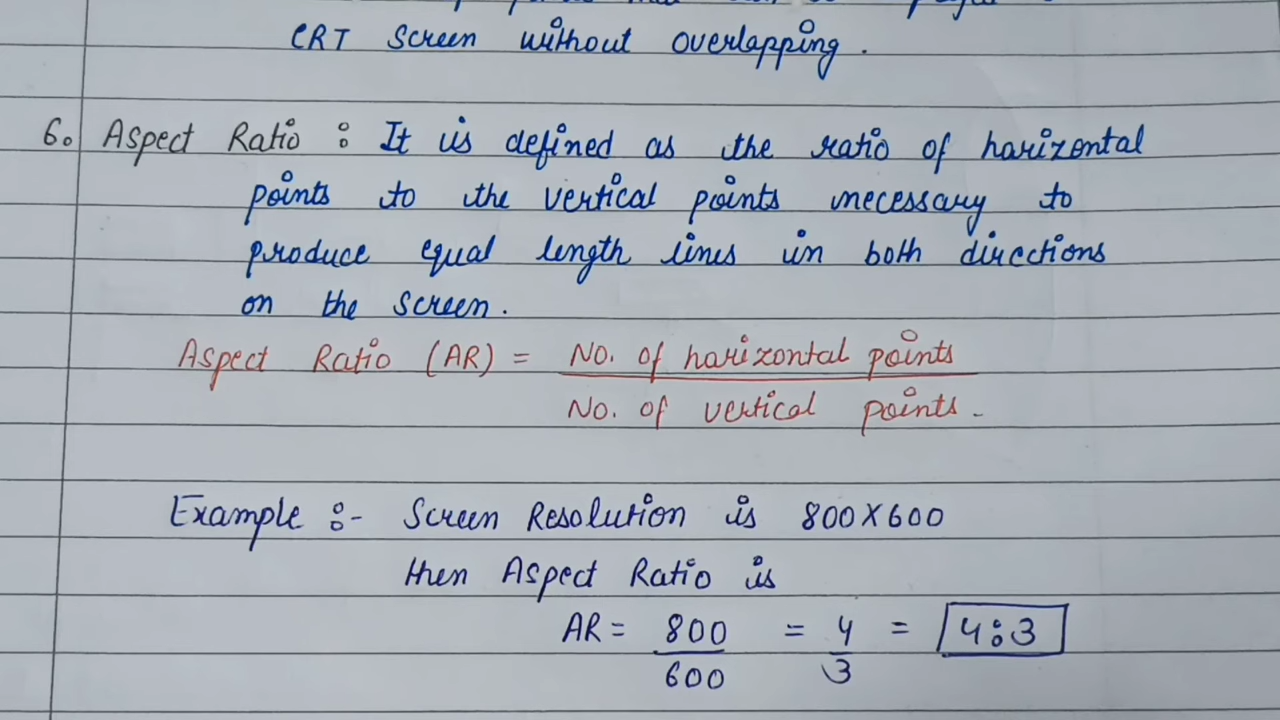 CRT Screen without overlapping.
6. Aspect Ratio : It is defined as the ratio of harizontal
points to the vertical points necessary to
produce equal length lines in both directions
on the screen.
Aspect Ratio (AR) = No. of harizontal points
No. of vertical points.
Example :- Screen Resolution is 800X600
then Aspect Ratio is
AR = 800 = 4 = 4:3
600 3